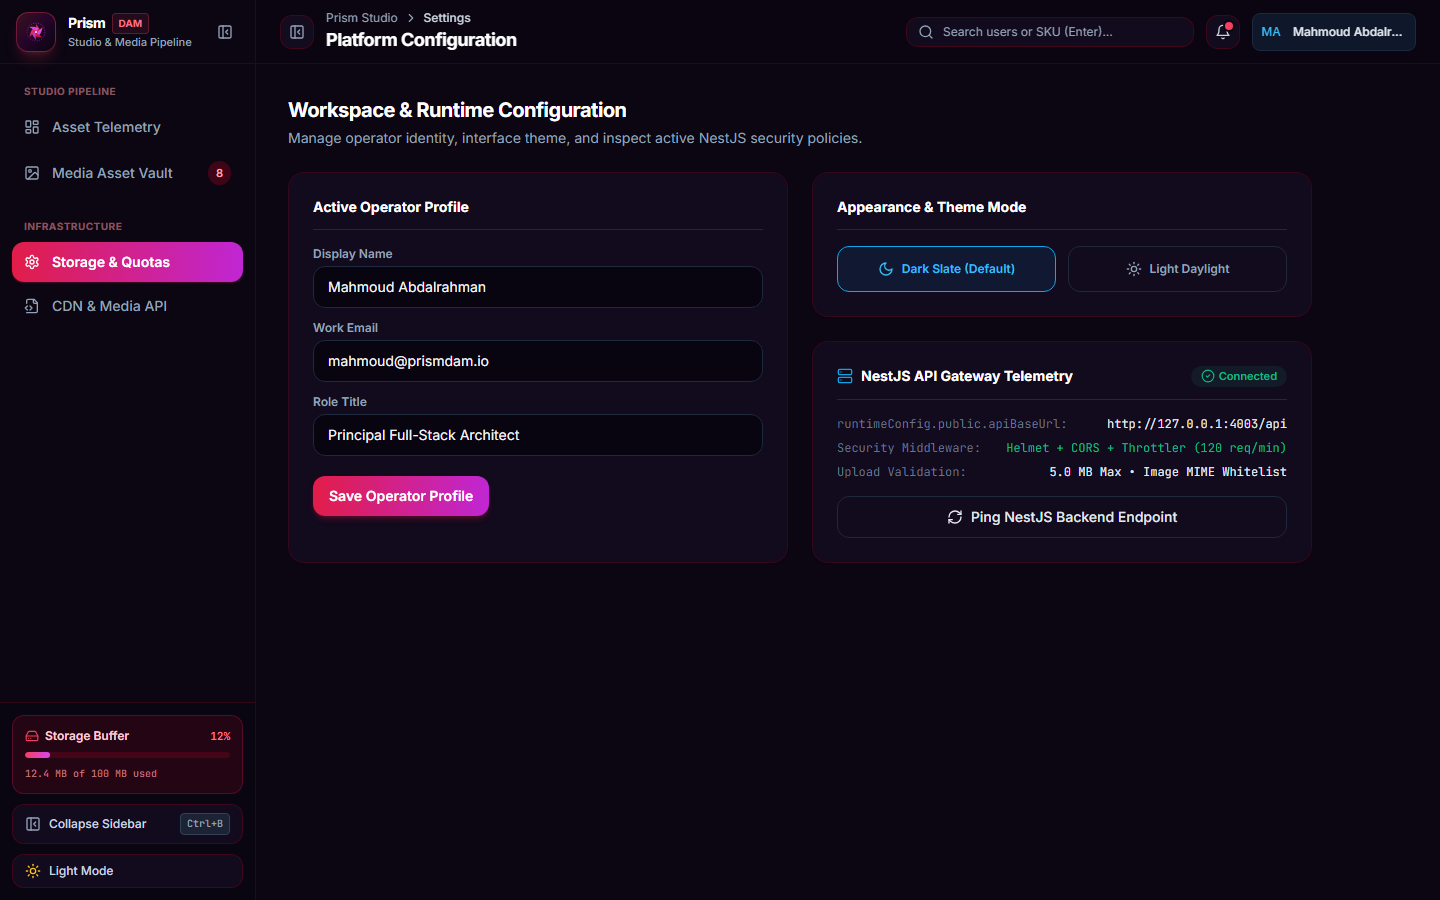 Prism DAM
Studio & Media Pipeline
STUDIO PIPELINE
Asset Telemetry
Media Asset Vault 8
INFRASTRUCTURE
Storage & Quotas
CDN & Media API
Storage Buffer 12%
12.4 MB of 100 MB used
Collapse Sidebar Ctrl+B
Light Mode
Prism Studio > Settings
Platform Configuration
Search users or SKU (Enter)...
MA Mahmoud Abdalr...
Workspace & Runtime Configuration
Manage operator identity, interface theme, and inspect active NestJS security policies.
Active Operator Profile
Display Name
Mahmoud Abdalrahman
Work Email
mahmoud@prismdam.io
Role Title
Principal Full-Stack Architect
Save Operator Profile
Appearance & Theme Mode
Dark Slate (Default)
Light Daylight
NestJS API Gateway Telemetry Connected
runtimeConfig.public.apiBaseUrl: http://127.0.0.1:4003/api
Security Middleware: Helmet + CORS + Throttler (120 req/min)
Upload Validation: 5.0 MB Max • Image MIME Whitelist
Ping NestJS Backend Endpoint